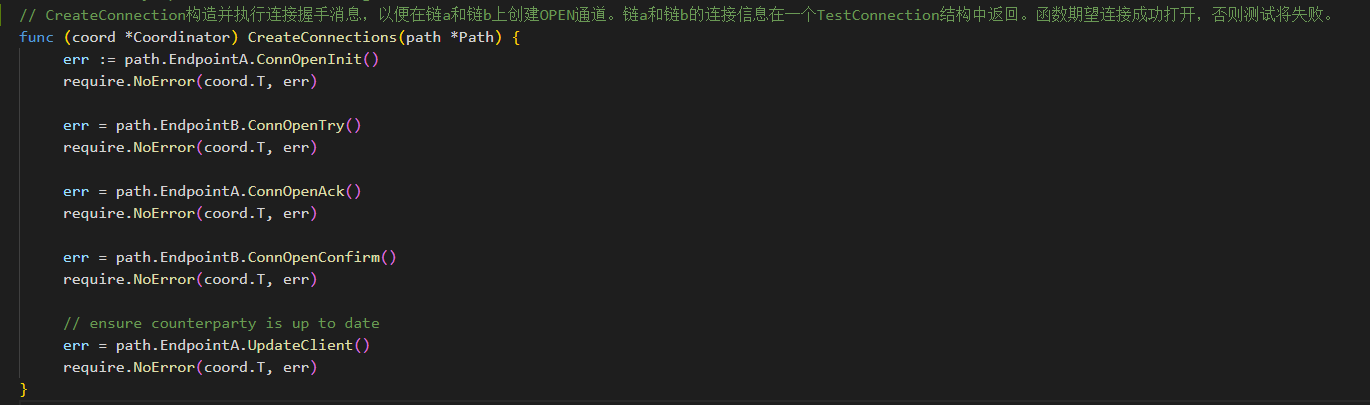 // CreateConnection构造并执行连接握手消息，以便在链a和链b上创建OPEN通道。链a和链b的连接信息在一个TestConnection结构中返回。函数期望连接成功打开，否则测试将失败。
func (coord *Coordinator) CreateConnections(path *Path) {
err := path.EndpointA.ConnOpenInit()
require.NoError(coord.T, err)
err = path.EndpointB.ConnOpenTry()
require.NoError(coord.T, err)
err = path.EndpointA.ConnOpenAck()
require.NoError(coord.T, err)
err = path.EndpointB.ConnOpenConfirm()
require.NoError(coord.T, err)
// ensure counterparty is up to date
err = path.EndpointA.UpdateClient()
require.NoError(coord.T, err)
}